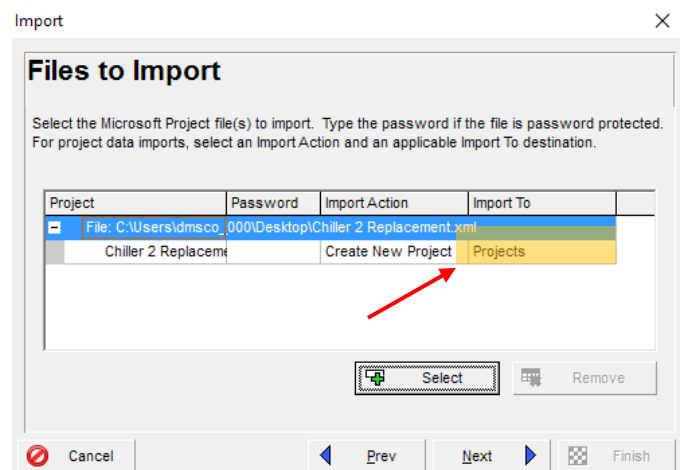 Import
Files to Import
Select the Microsoft Project file(s) to import. Type the password if the file is password protected.
For project data imports, select an Import Action and an applicable Import To destination.
Project Password Import Action Import To
File: C:\Users\dmsco_000\Desktop\Chiller 2 Replacement.xml
Chiller 2 Replaceme Create New Project Projects
Select Remove
Cancel Prev Next Finish